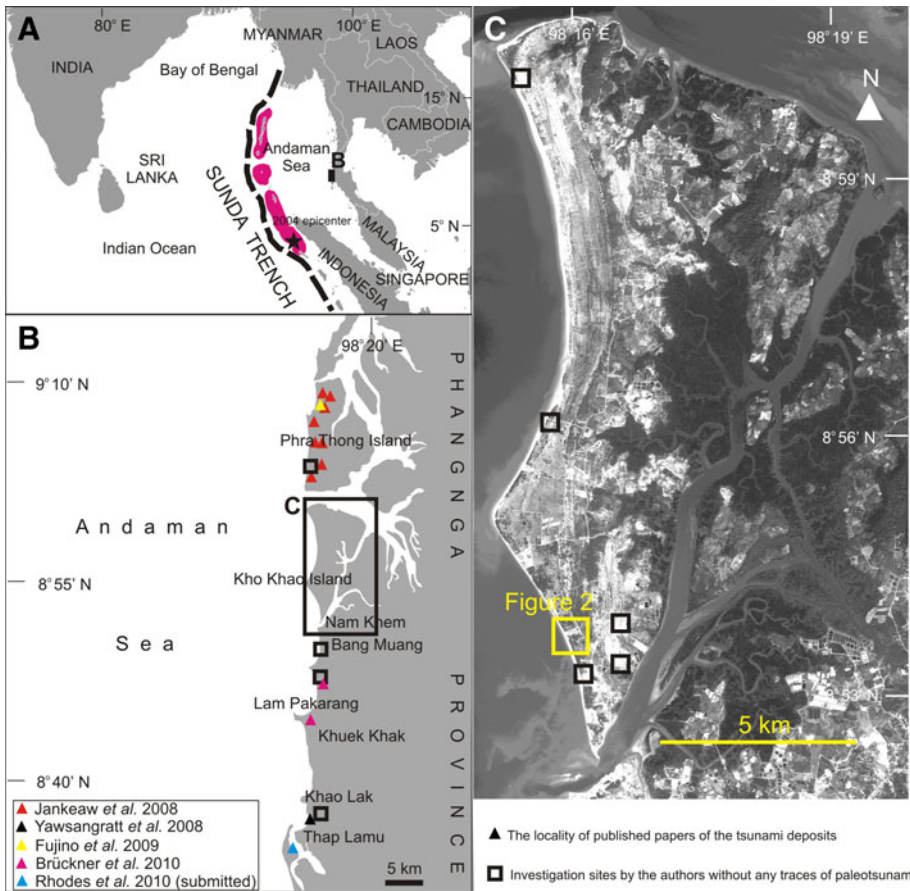 A
80° E
100° E
MYANMAR
LAOS
INDIA
Bay of Bengal
THAILAND
15° N
CAMBODIA
Andaman
Sea
B
SRI
LANKA
SUNDA TRENCH
2004 epicenter
MALAYSIA
5° N
Indian Ocean
INDONESIA
SINGAPORE
B
98° 20' E
9° 10' N
Phra Thong Island
C
Andaman
Kho Khao Island
8° 55' N
Nam Khem
Sea
Bang Muang
Lam Pakarang
Khuek Khak
8° 40' N
Khao Lak
Thap Lamu
PHANGNGA
PROVINCE
Jankeaw et al. 2008
Yawsangratt et al. 2008
Fujino et al. 2009
Brückner et al. 2010
Rhodes et al. 2010 (submitted)
5 km
C
98° 16' E
98° 19' E
N
8° 59' N
8° 56' N
Figure 2
8° 53' N
5 km
The locality of published papers of the tsunami deposits
Investigation sites by the authors without any traces of paleotsunam